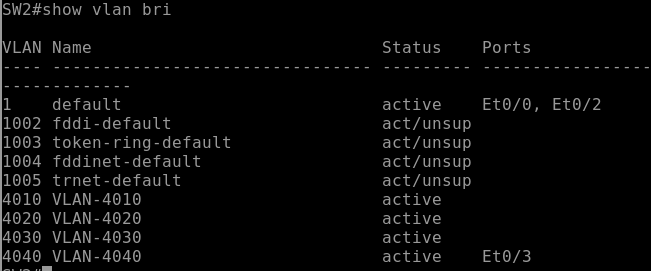 SW2#show vlan bri
VLAN Name                             Status    Ports
---- -------------------------------- --------- -----------------
-------------
1    default                          active    Et0/0, Et0/2
1002 fddi-default                     act/unsup
1003 token-ring-default               act/unsup
1004 fddinet-default                  act/unsup
1005 trnet-default                    act/unsup
4010 VLAN-4010                        active
4020 VLAN-4020                        active
4030 VLAN-4030                        active
4040 VLAN-4040                        active    Et0/3
SW2#